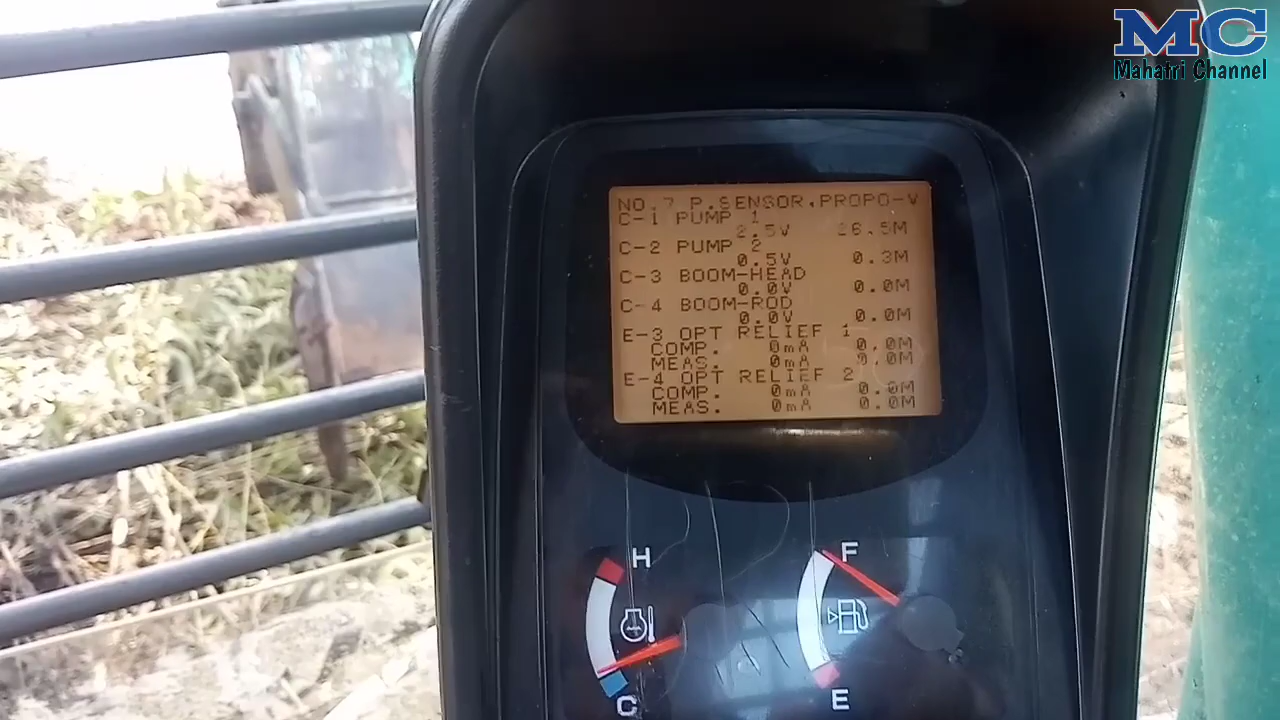 MC
Mahatri Channel
NO.7 P.SENSOR,PROPO-V
C-1 PUMP 1
2.5V 26.5M
C-2 PUMP 2
0.5V 0.3M
C-3 BOOM-HEAD
0.0V 0.0M
C-4 BOOM-ROD
0.0V 0.0M
E-3 OPT RELIEF 1
COMP. 0mA 0.0M
MEAS. 0mA 0.0M
E-4 OPT RELIEF 2
COMP. 0mA 0.0M
MEAS. 0mA 0.0M
H F
C E